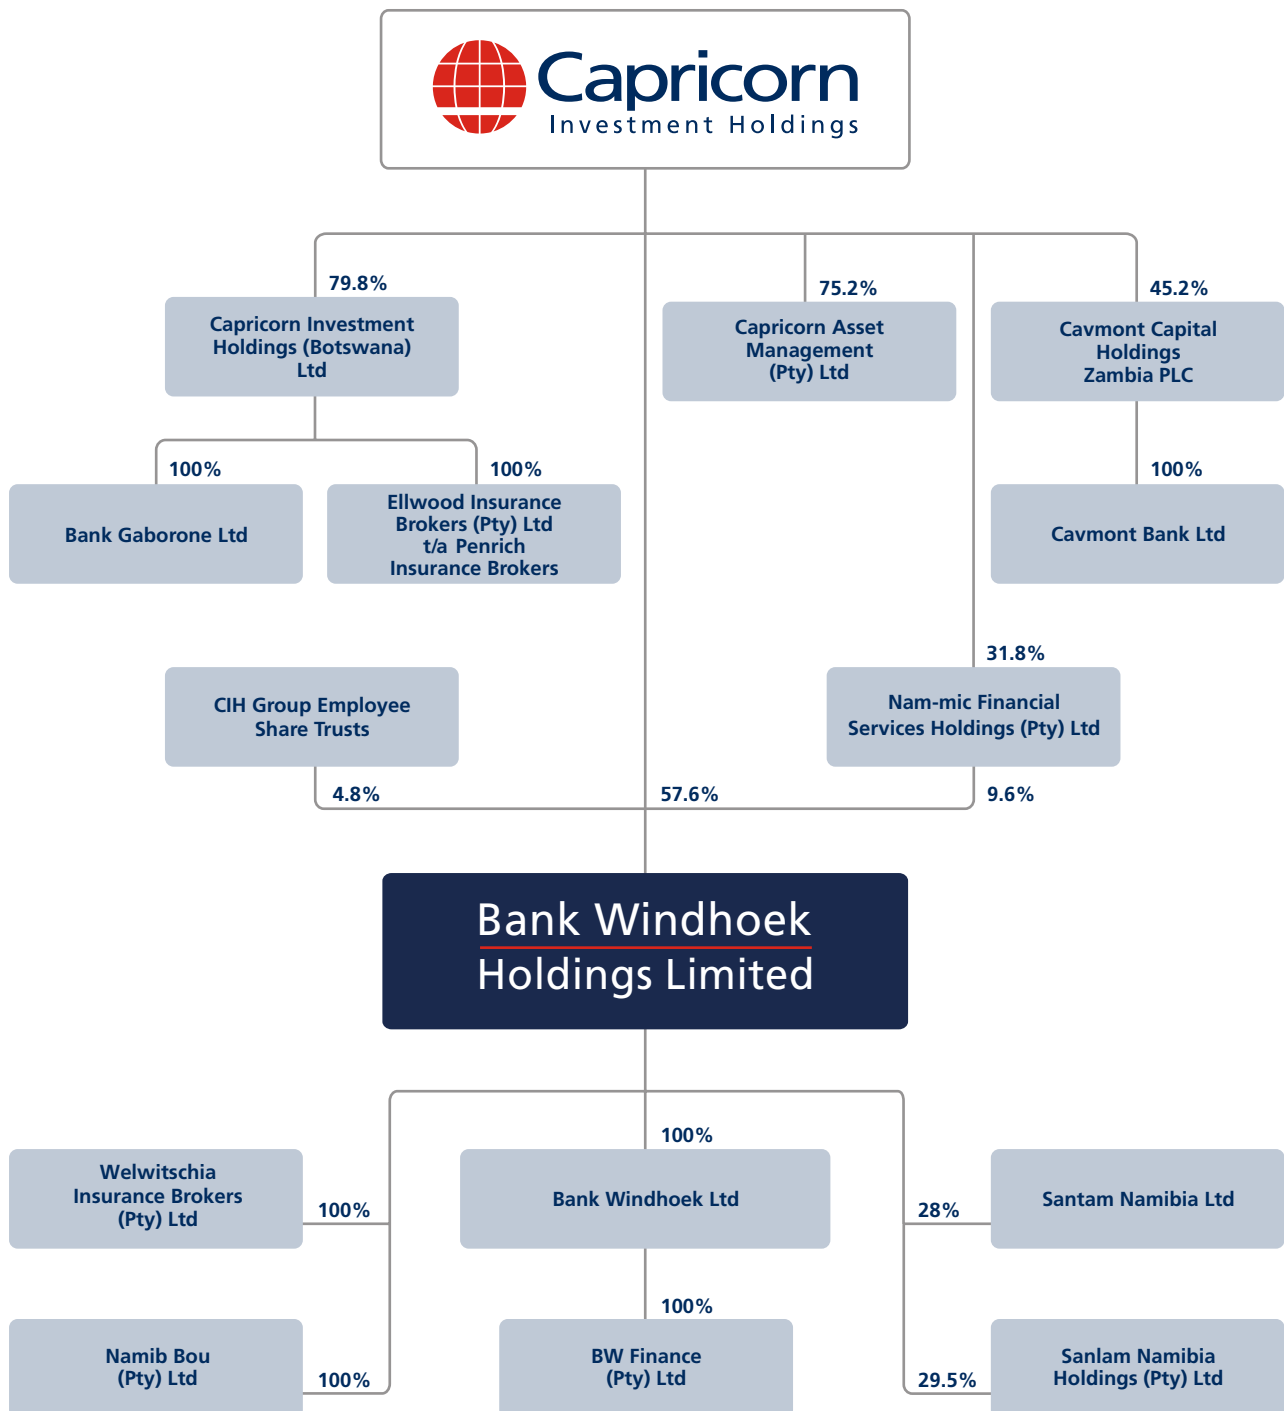 Capricorn
Investment Holdings
79.8%
75.2%
45.2%
Capricorn Investment
Holdings (Botswana)
Ltd
Capricorn Asset
Management
(Pty) Ltd
Cavmont Capital
Holdings
Zambia PLC
100%
100%
100%
Bank Gaborone Ltd
Ellwood Insurance
Brokers (Pty) Ltd
t/a Penrich
Insurance Brokers
Cavmont Bank Ltd
31.8%
CIH Group Employee
Share Trusts
Nam-mic Financial
Services Holdings (Pty) Ltd
4.8%
57.6%
9.6%
Bank Windhoek
Holdings Limited
100%
Welwitschia
Insurance Brokers
(Pty) Ltd
100%
Bank Windhoek Ltd
28%
Santam Namibia Ltd
100%
Namib Bou
(Pty) Ltd
100%
BW Finance
(Pty) Ltd
29.5%
Sanlam Namibia
Holdings (Pty) Ltd